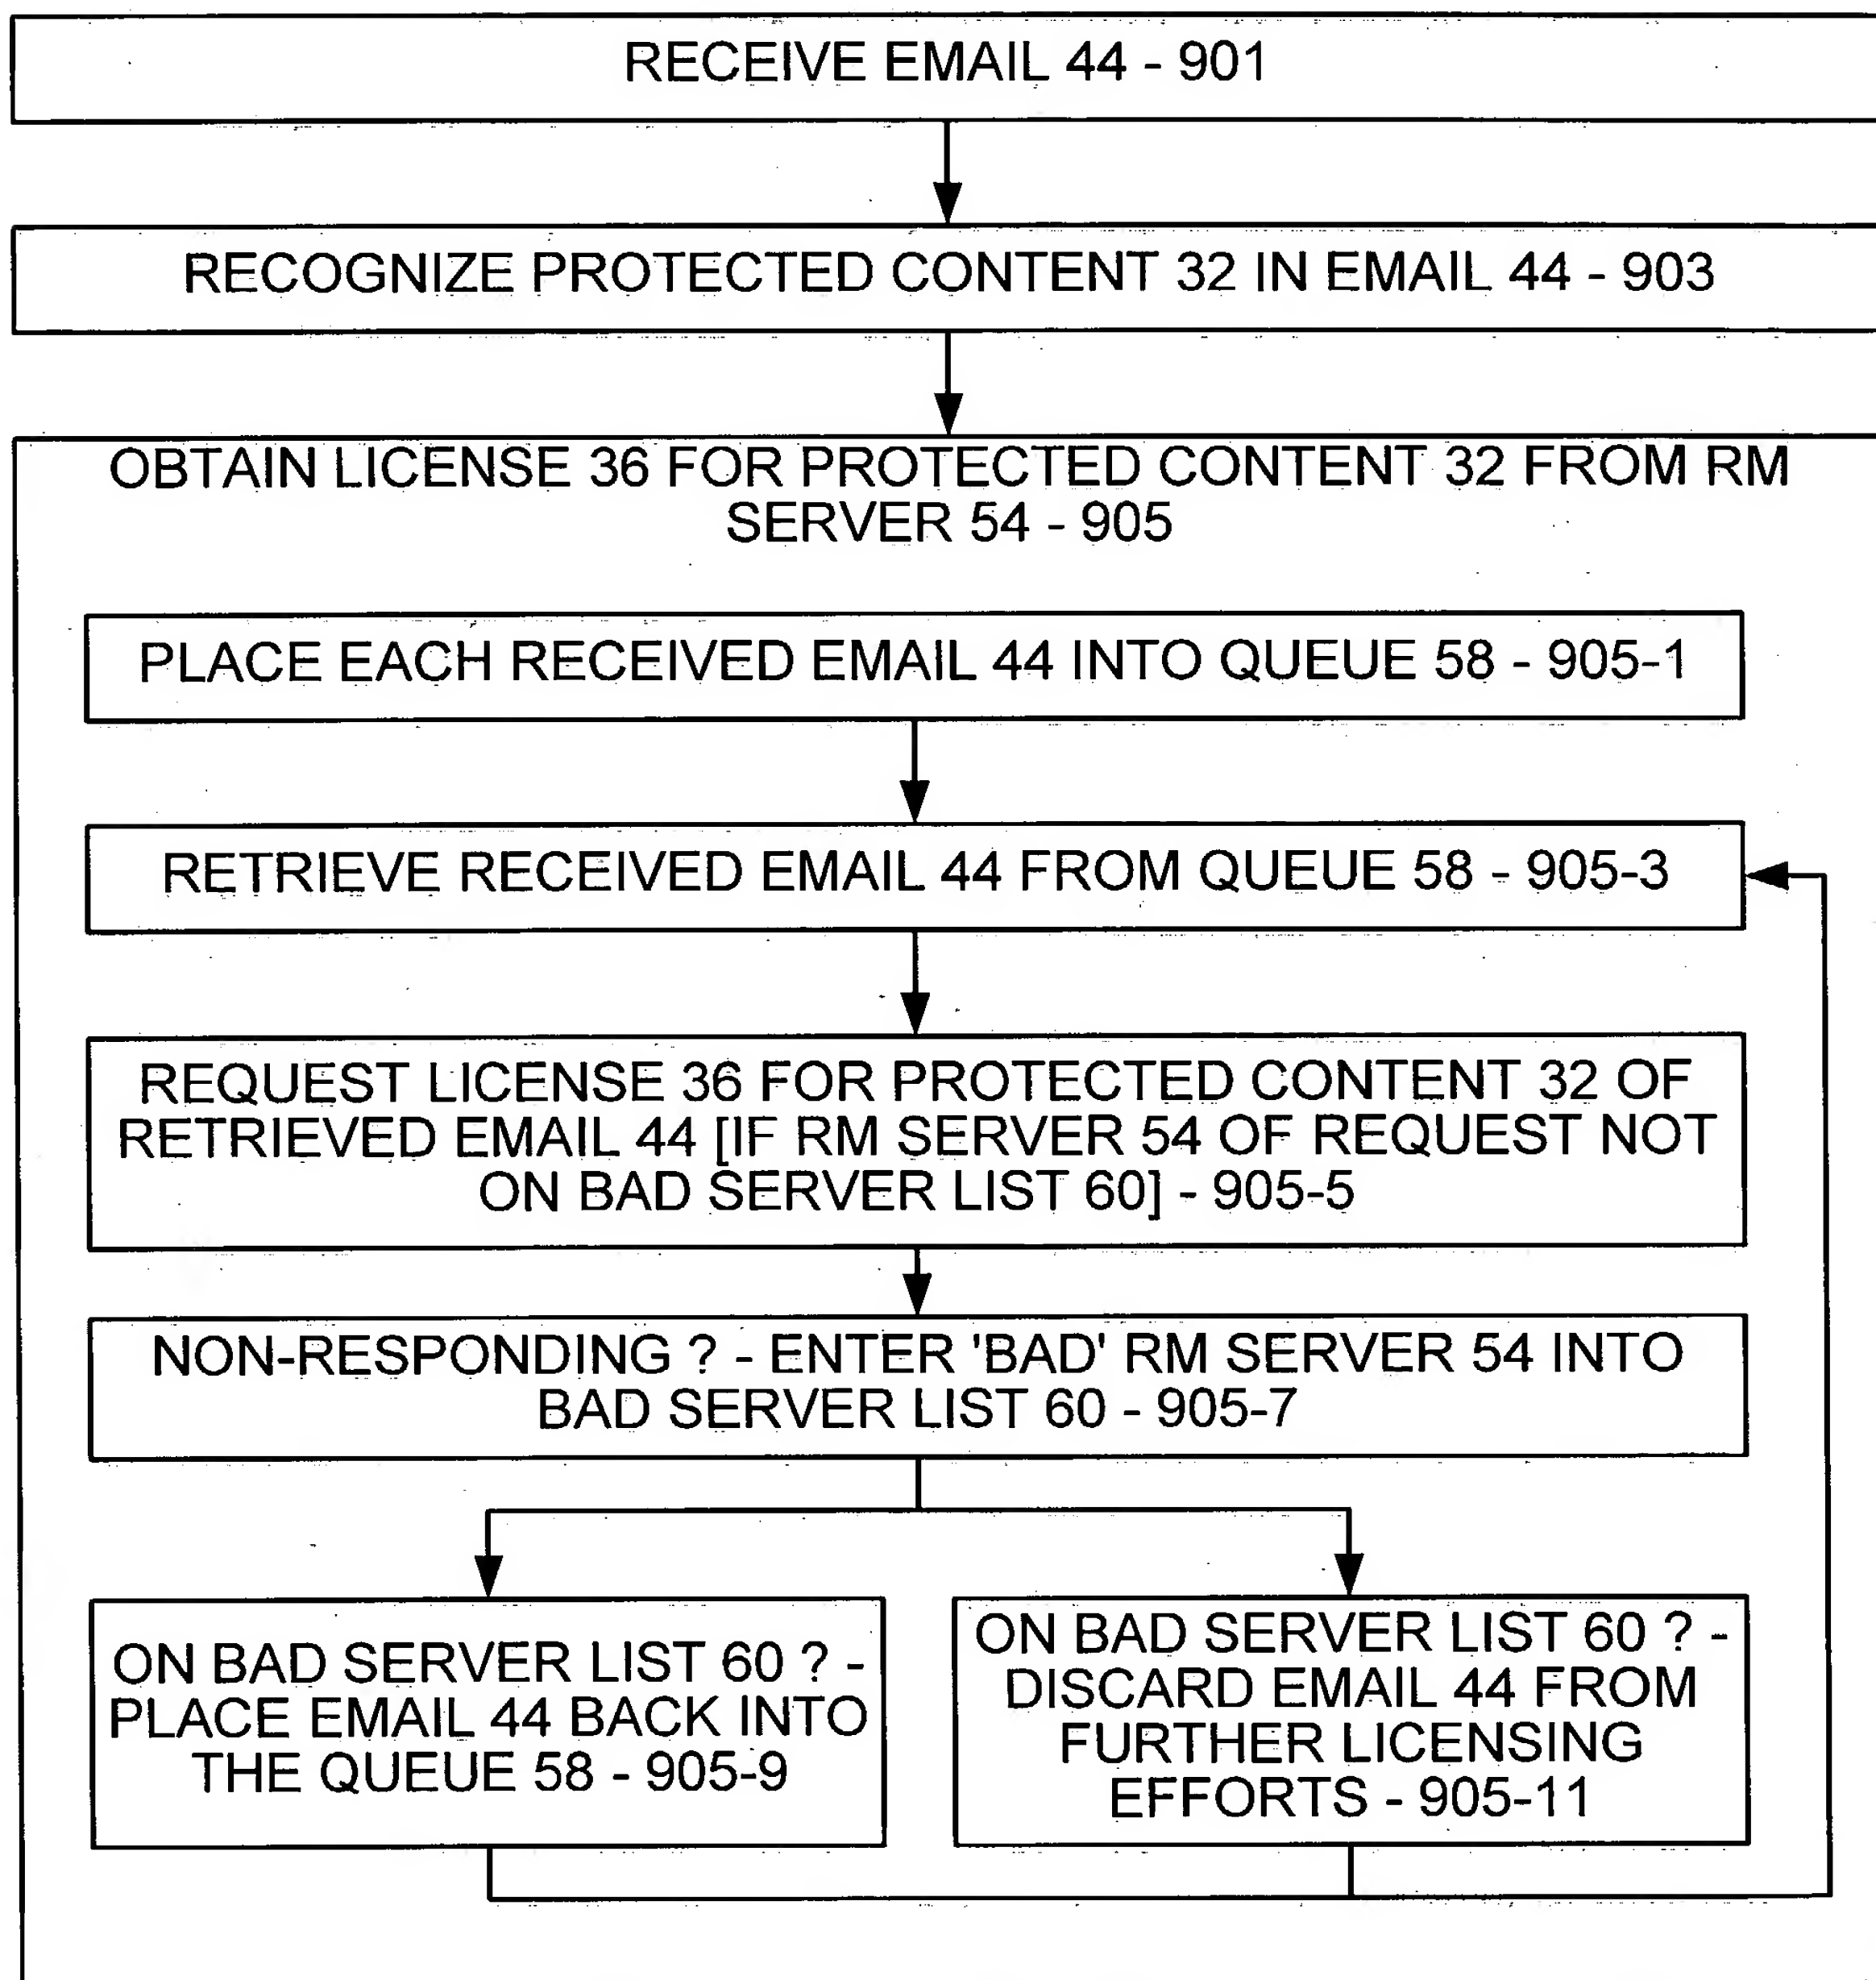 RECEIVE EMAIL 44 - 901
RECOGNIZE PROTECTED CONTENT 32 IN EMAIL 44 - 903
OBTAIN LICENSE 36 FOR PROTECTED CONTENT 32 FROM RM
SERVER 54 - 905
PLACE EACH RECEIVED EMAIL 44 INTO QUEUE 58 - 905-1
RETRIEVE RECEIVED EMAIL 44 FROM QUEUE 58 - 905-3
REQUEST LICENSE 36 FOR PROTECTED CONTENT 32 OF
RETRIEVED EMAIL 44 [IF RM SERVER 54 OF REQUEST NOT
ON BAD SERVER LIST 60] - 905-5
NON-RESPONDING ? - ENTER 'BAD' RM SERVER 54 INTO
BAD SERVER LIST 60 - 905-7
ON BAD SERVER LIST 60 ? -
PLACE EMAIL 44 BACK INTO
THE QUEUE 58 - 905-9
ON BAD SERVER LIST 60 ? -
DISCARD EMAIL 44 FROM
FURTHER LICENSING
EFFORTS - 905-11